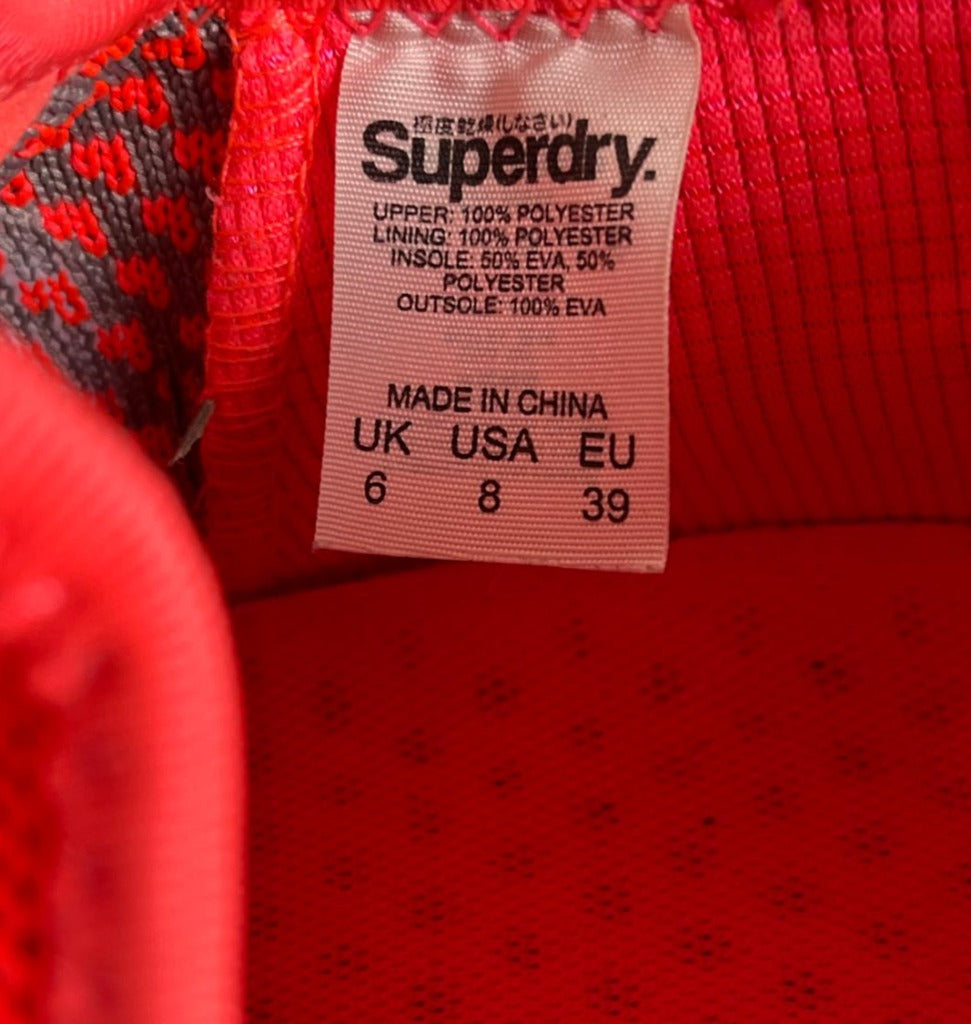 極度乾燥(しなさい)
Superdry.
UPPER: 100% POLYESTER
LINING: 100% POLYESTER
INSOLE: 50% EVA, 50%
POLYESTER
OUTSOLE: 100% EVA
MADE IN CHINA
UK USA EU
6 8 39